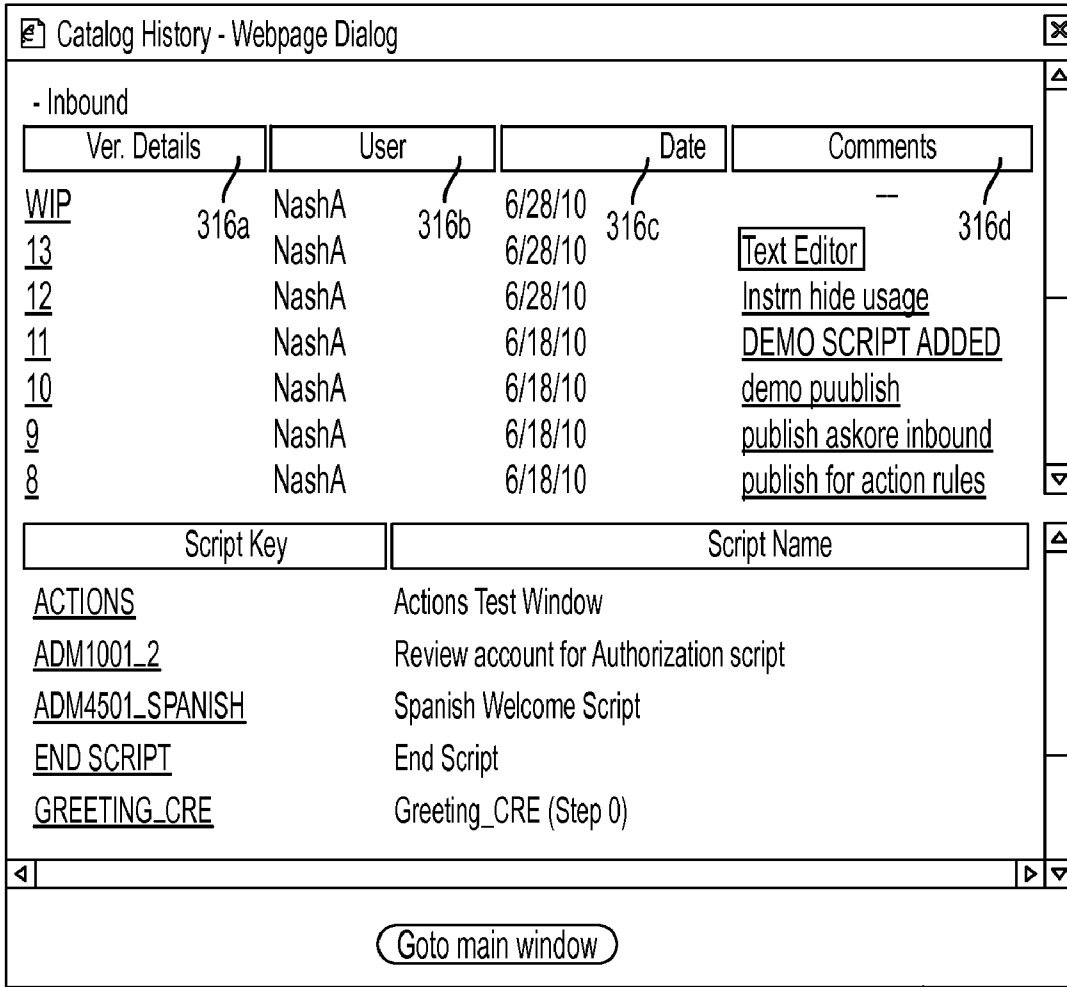 Catalog History - Webpage Dialog
- Inbound
Ver. Details User Date Comments
316a 316b 316c 316d
WIP NashA 6/28/10 --
13 NashA 6/28/10 Text Editor
12 NashA 6/28/10 Instrn hide usage
11 NashA 6/18/10 DEMO SCRIPT ADDED
10 NashA 6/18/10 demo puublish
9 NashA 6/18/10 publish askore inbound
8 NashA 6/18/10 publish for action rules
Script Key Script Name
ACTIONS Actions Test Window
ADM1001_2 Review account for Authorization script
ADM4501_SPANISH Spanish Welcome Script
END SCRIPT End Script
GREETING_CRE Greeting_CRE (Step 0)
Goto main window